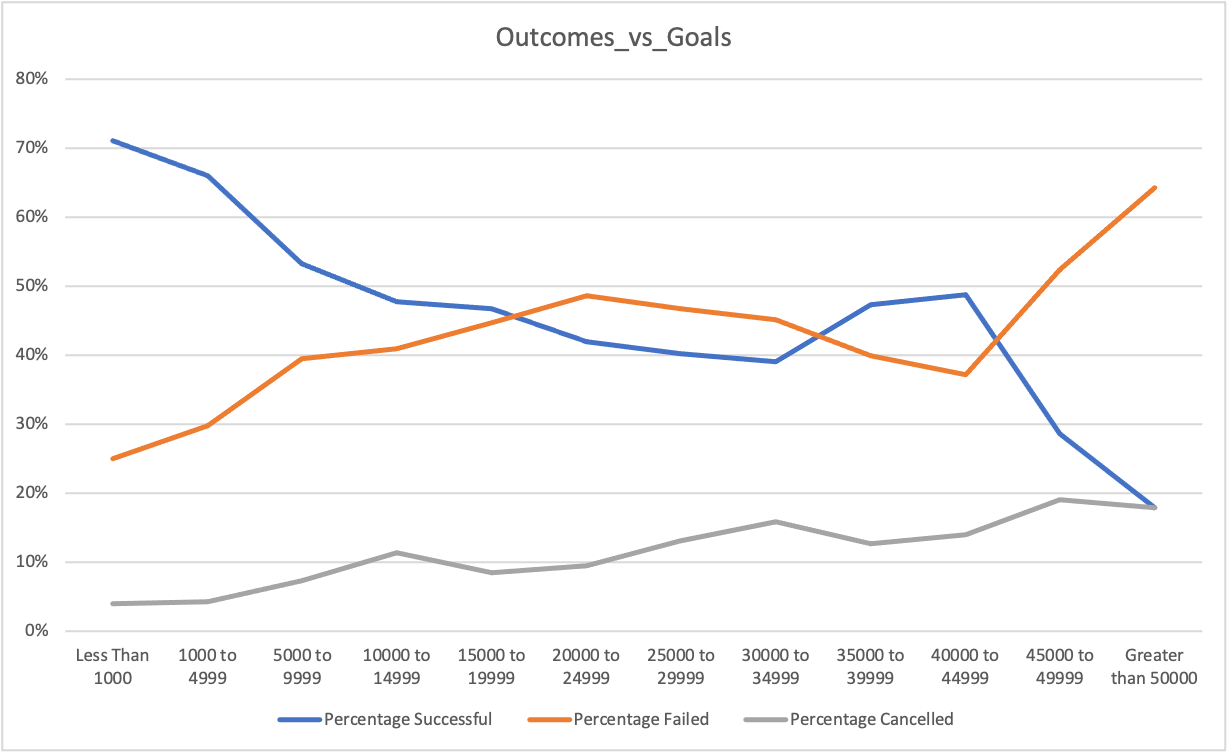 Outcomes_vs_Goals
80%
70%
60%
50%
40%
30%
20%
10%
0%
Less Than 1000 to 5000 to 10000 to 15000 to 20000 to 25000 to 30000 to 35000 to 40000 to 45000 to Greater
1000 4999 9999 14999 19999 24999 29999 34999 39999 44999 49999 than 50000
Percentage Successful Percentage Failed Percentage Cancelled